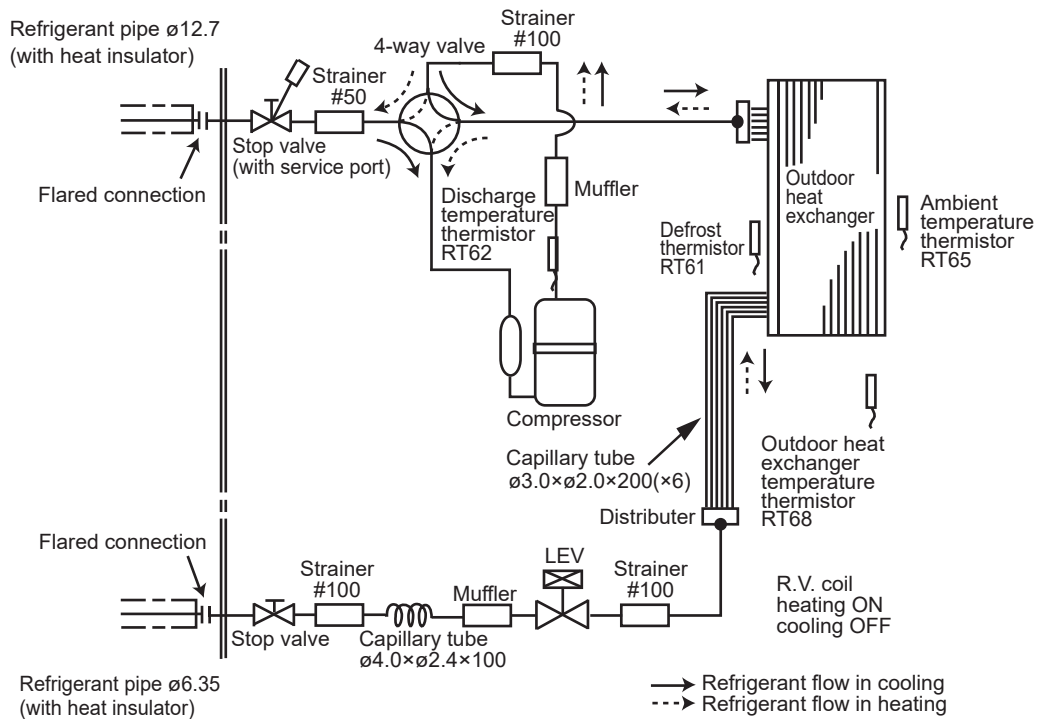 Refrigerant pipe ø12.7
(with heat insulator)
Strainer
#100
4-way valve
Strainer
#50
Stop valve
(with service port)
Flared connection
Muffler
Discharge
temperature
thermistor
RT62
Outdoor
heat
exchanger
Defrost
thermistor
RT61
Ambient
temperature
thermistor
RT65
Compressor
Capillary tube
ø3.0×ø2.0×200(×6)
Outdoor heat
exchanger
temperature
thermistor
RT68
Distributer
Flared connection
LEV
Strainer
#100
Muffler
Strainer
#100
Stop valve
Capillary tube
ø4.0×ø2.4×100
R.V. coil
heating ON
cooling OFF
Refrigerant pipe ø6.35
(with heat insulator)
Refrigerant flow in cooling
Refrigerant flow in heating